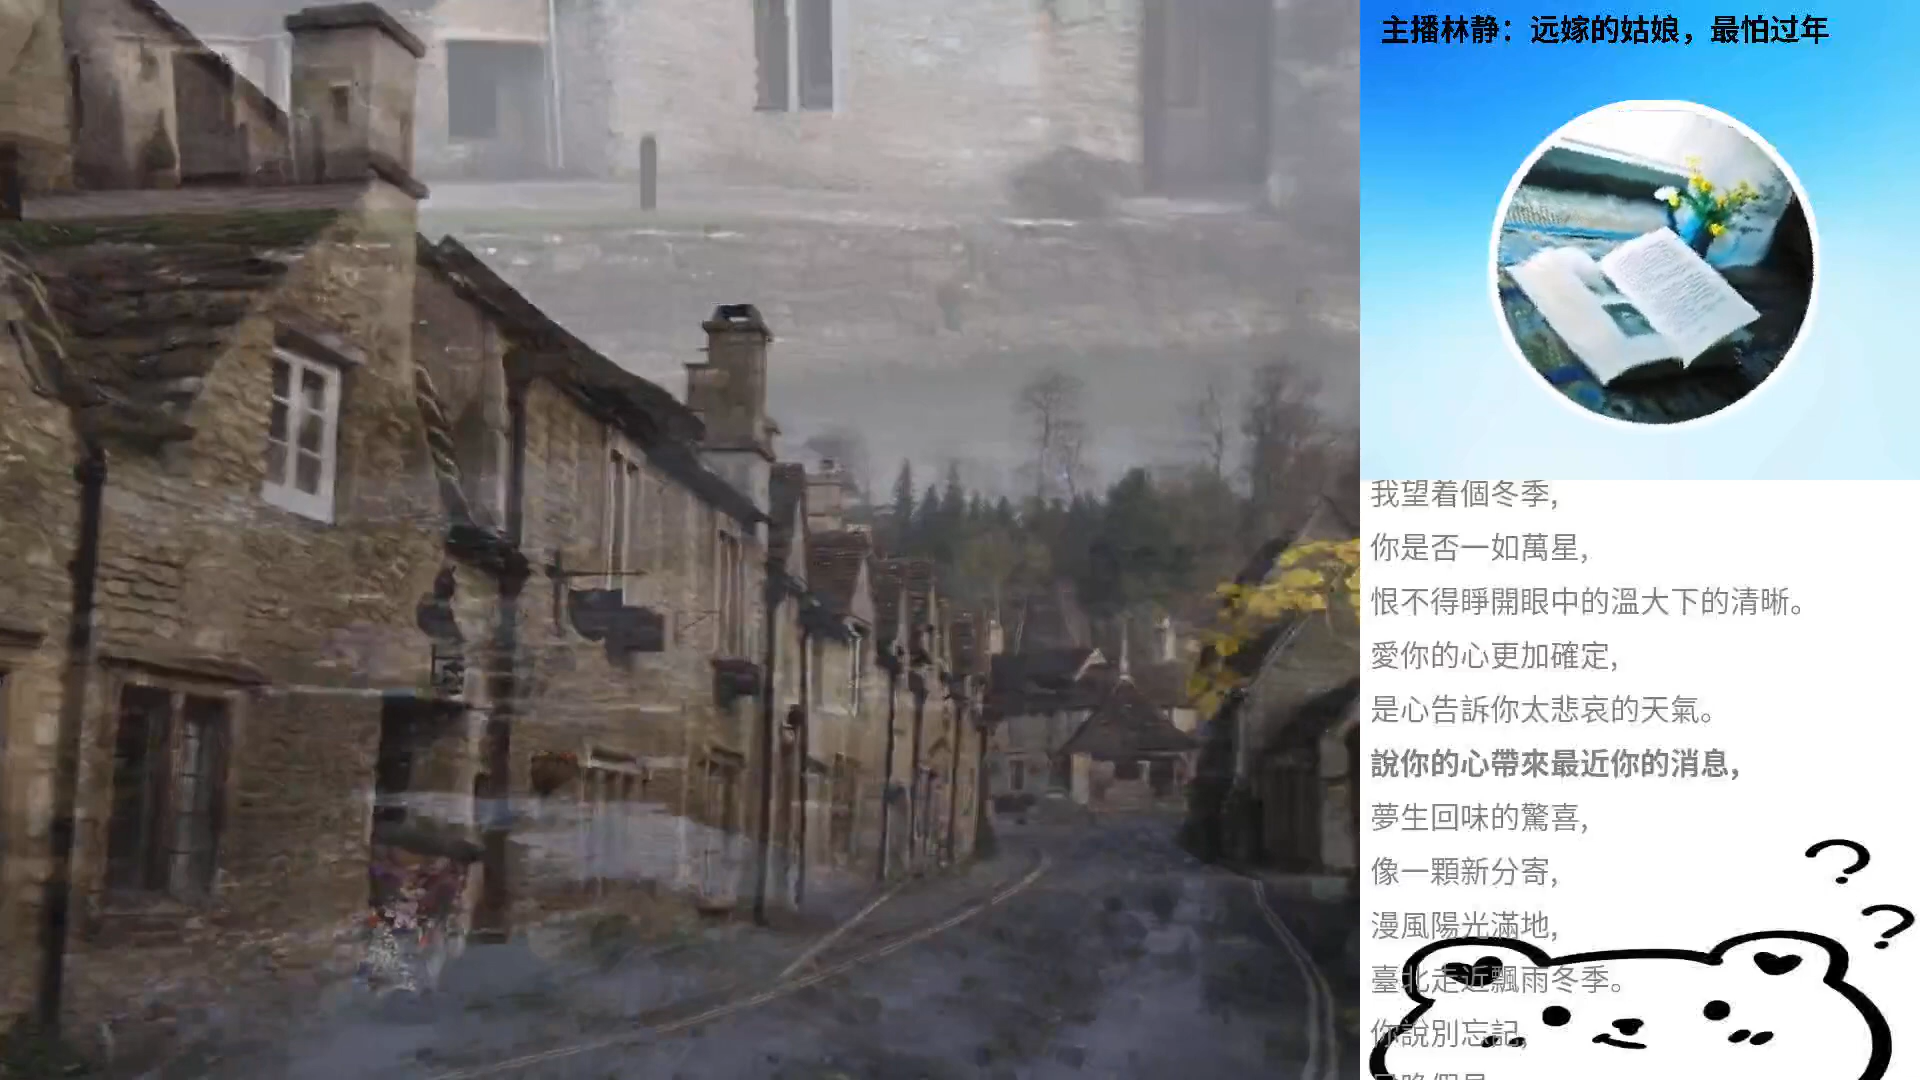 主播林静：远嫁的姑娘，最怕过年
我望着個冬季,
你是否一如萬星,
恨不得睜開眼中的溫大下的清晰。
愛你的心更加確定,
是心告訴你太悲哀的天氣。
說你的心帶來最近你的消息,
夢生回味的驚喜,
像一顆新分寄,
漫風陽光滿地,
臺北走近飄雨冬季。
你說別忘記,